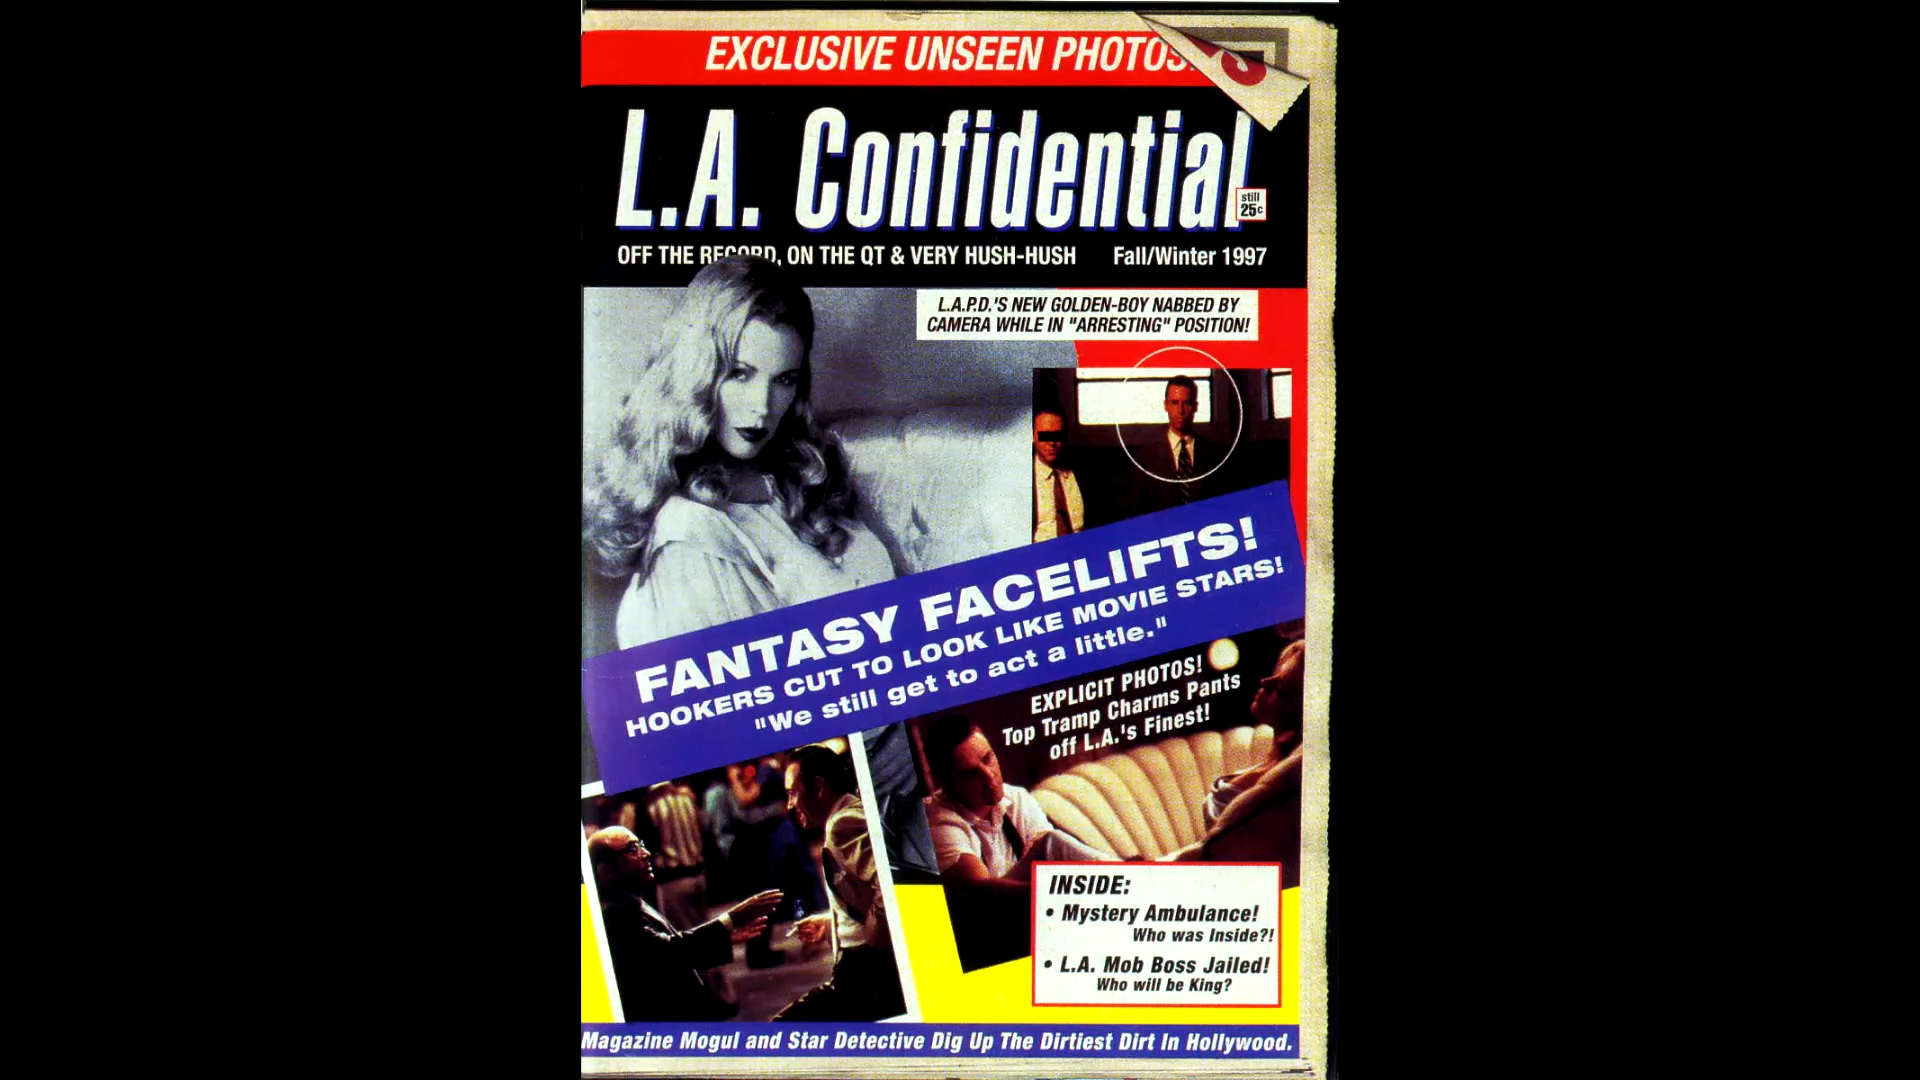 EXCLUSIVE UNSEEN PHOTOS
L.A. Confidential
still
25c
OFF THE RECORD, ON THE QT & VERY HUSH-HUSH Fall/Winter 1997
L.A.P.D.'S NEW GOLDEN-BOY NABBED BY
CAMERA WHILE IN "ARRESTING" POSITION!
FANTASY FACELIFTS!
HOOKERS CUT TO LOOK LIKE MOVIE STARS!
"We still get to act a little."
EXPLICIT PHOTOS!
Top Tramp Charms Pants
off L.A.'s Finest!
INSIDE:
• Mystery Ambulance!
Who was Inside?!
• L.A. Mob Boss Jailed!
Who will be King?
Magazine Mogul and Star Detective Dig Up The Dirtiest Dirt In Hollywood.